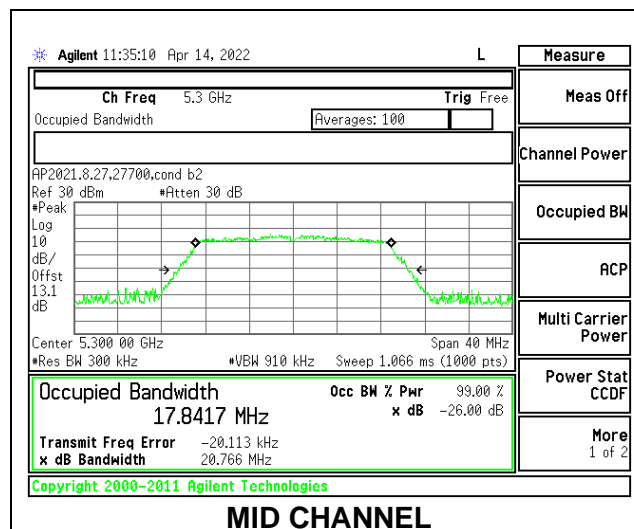 Agilent 11:35:10 Apr 14, 2022 L Measure
Ch Freq 5.3 GHz Trig Free
Meas Off
Occupied Bandwidth Averages: 100
Channel Power
AP2021.8.27,27700,cond b2
Ref 30 dBm #Atten 30 dB
#Peak
Log
10
dB/
Offst
13.1
dB
Occupied BW
ACP
Center 5.300 00 GHz Span 40 MHz
#Res BW 300 kHz #VBW 910 kHz Sweep 1.066 ms (1000 pts)
Multi Carrier
Power
Occupied Bandwidth Occ BW % Pwr 99.00 %
17.8417 MHz x dB -26.00 dB
Transmit Freq Error -20.113 kHz
x dB Bandwidth 20.766 MHz
Power Stat
CCDF
More
1 of 2
Copyright 2000-2011 Agilent Technologies
MID CHANNEL